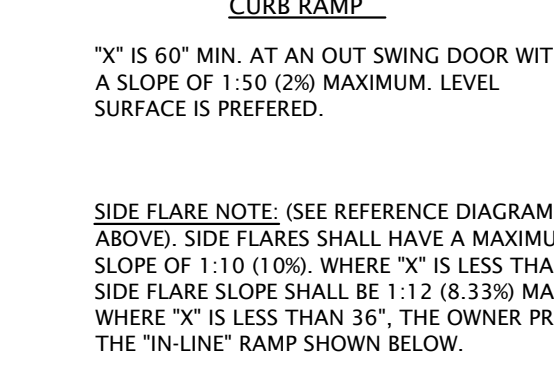 CURB RAMP
"X" IS 60" MIN. AT AN OUT SWING DOOR WIT
A SLOPE OF 1:50 (2%) MAXIMUM. LEVEL
SURFACE IS PREFERED.
SIDE FLARE NOTE: (SEE REFERENCE DIAGRAM
ABOVE). SIDE FLARES SHALL HAVE A MAXIMU
SLOPE OF 1:10 (10%). WHERE "X" IS LESS THA
SIDE FLARE SLOPE SHALL BE 1:12 (8.33%) MA
WHERE "X" IS LESS THAN 36", THE OWNER PR
THE "IN-LINE" RAMP SHOWN BELOW.